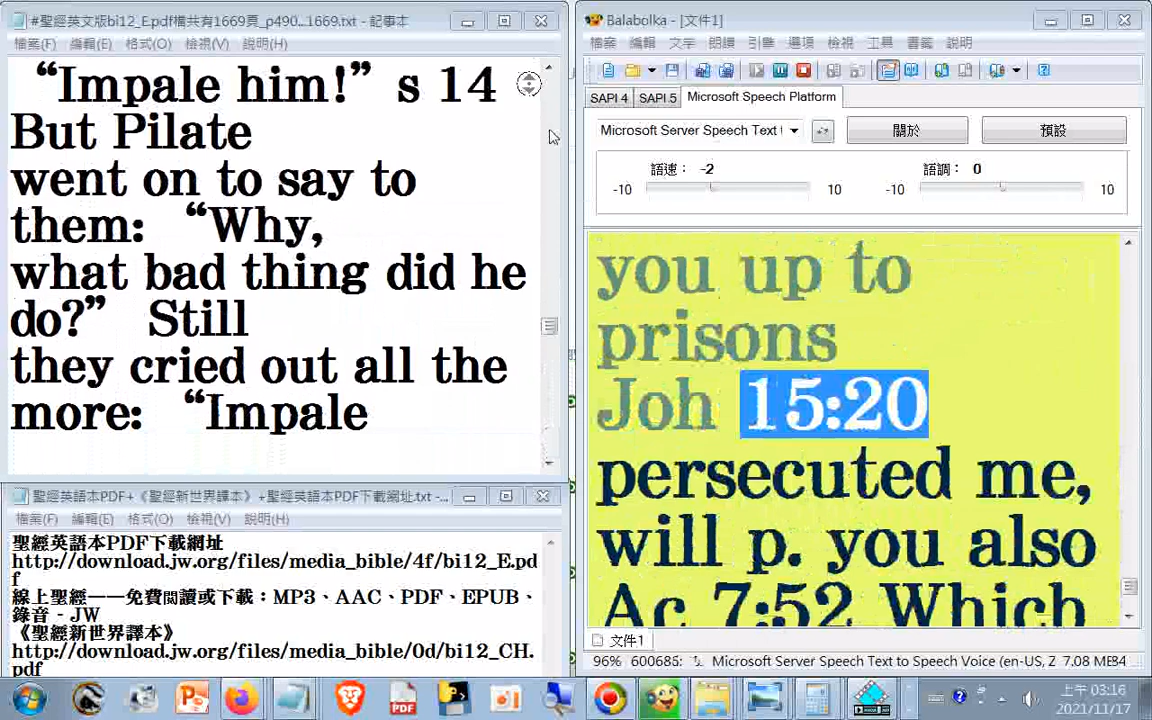 #聖經英文版bi12_E.pdf檔共有1669頁_p490...1669.txt - 記事本
檔案(F) 編輯(E) 格式(O) 檢視(V) 說明(H)
“Impale him!” s 14
But Pilate
went on to say to
them: “Why,
what bad thing did he
do?” Still
they cried out all the
more: “Impale
聖經英語本PDF+《聖經新世界譯本》+聖經英語本PDF下載網址.txt -...
檔案(F) 編輯(E) 格式(O) 檢視(V) 說明(H)
聖經英語本PDF下載網址
http://download.jw.org/files/media_bible/4f/bi12_E.pd
f
線上聖經——免費閱讀或下載：MP3、AAC、PDF、EPUB、
錄音 - JW
《聖經新世界譯本》
http://download.jw.org/files/media_bible/0d/bi12_CH.
pdf
Balabolka - [文件1]
檔案 編輯 文字 朗讀 引擎 選項 檢視 工具 書籤 說明
SAPI 4 SAPI 5 Microsoft Speech Platform
Microsoft Server Speech Text 關於 預設
語速： -2 語調： 0
-10 10 -10 10
you up to
prisons
Joh 15:20
persecuted me,
will p. you also
Ac 7:52 Which
文件1
96% Microsoft Server Speech Text to Speech Voice (en-US, Z 7.08 MB
上午 03:16
2021/11/17